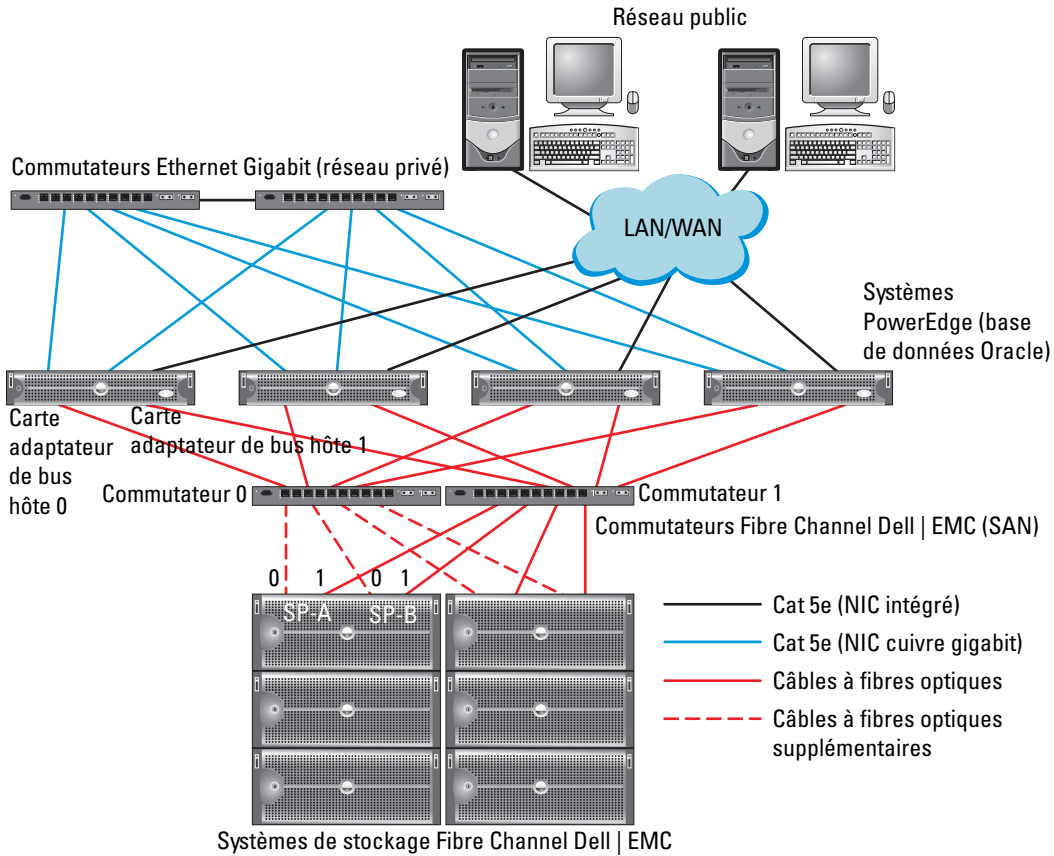 Réseau public
Commutateurs Ethernet Gigabit (réseau privé)
LAN/WAN
Systèmes
PowerEdge (base
de données Oracle)
Carte
adaptateur
de bus
hôte 0
Carte
adaptateur de bus hôte 1
Commutateur 0
Commutateur 1
Commutateurs Fibre Channel Dell | EMC (SAN)
0 1 0 1
SP-A SP-B
Cat 5e (NIC intégré)
Cat 5e (NIC cuivre gigabit)
Câbles à fibres optiques
Câbles à fibres optiques
supplémentaires
Systèmes de stockage Fibre Channel Dell | EMC